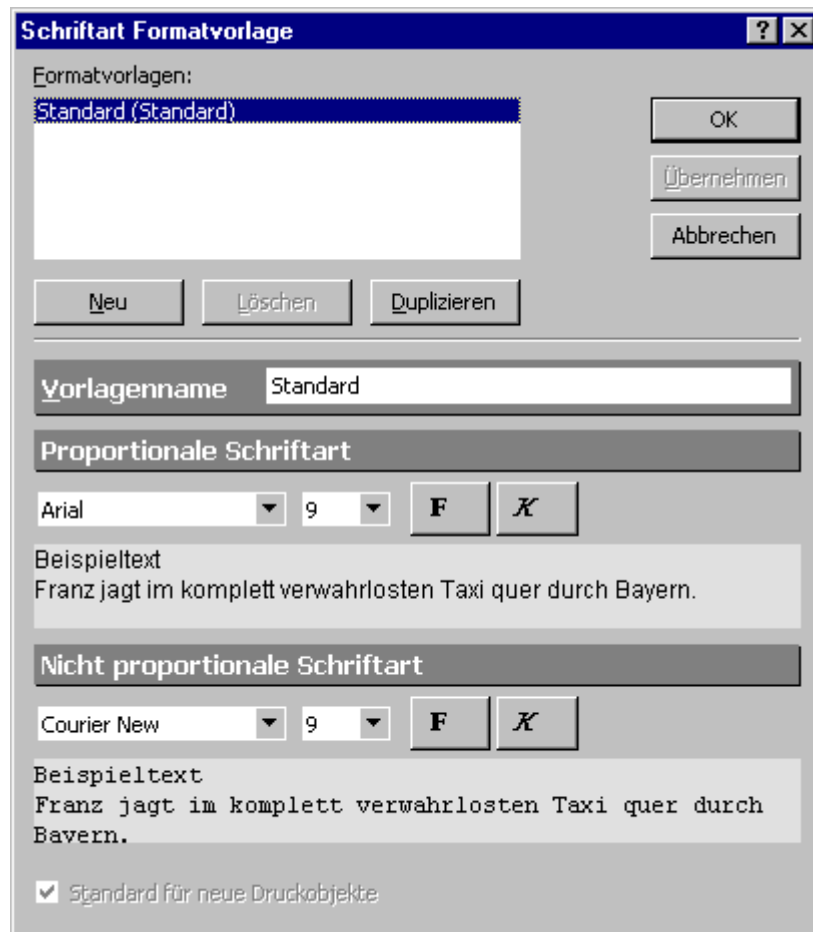 Schriftart Formatvorlage
Formatvorlagen:
Standard (Standard)
OK
Übernehmen
Abbrechen
Neu Löschen Duplizieren
Vorlagenname Standard
Proportionale Schriftart
Arial 9 F K
Beispieltext
Franz jagt im komplett verwahrlosten Taxi quer durch Bayern.
Nicht proportionale Schriftart
Courier New 9 F K
Beispieltext
Franz jagt im komplett verwahrlosten Taxi quer durch
Bayern.
Standard für neue Druckobjekte